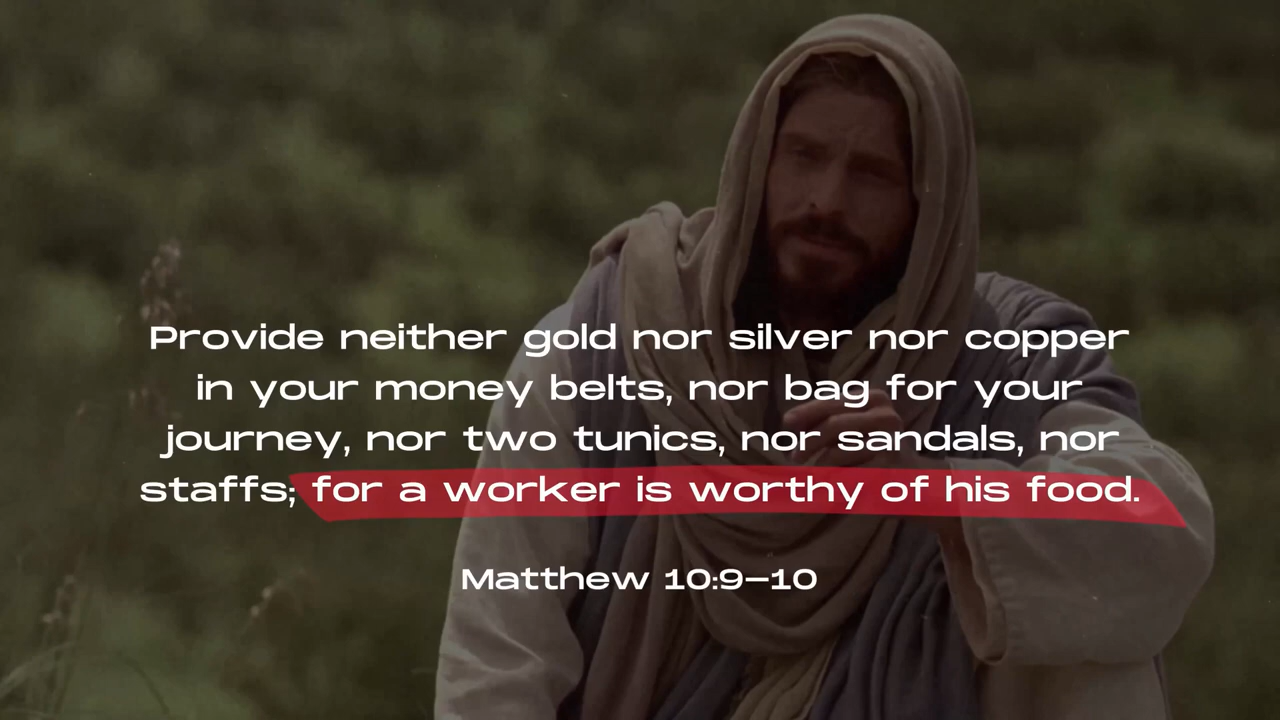 Provide neither gold nor silver nor copper
in your money belts, nor bag for your
journey, nor two tunics, nor sandals, nor
staffs; for a worker is worthy of his food.
Matthew 10:9–10